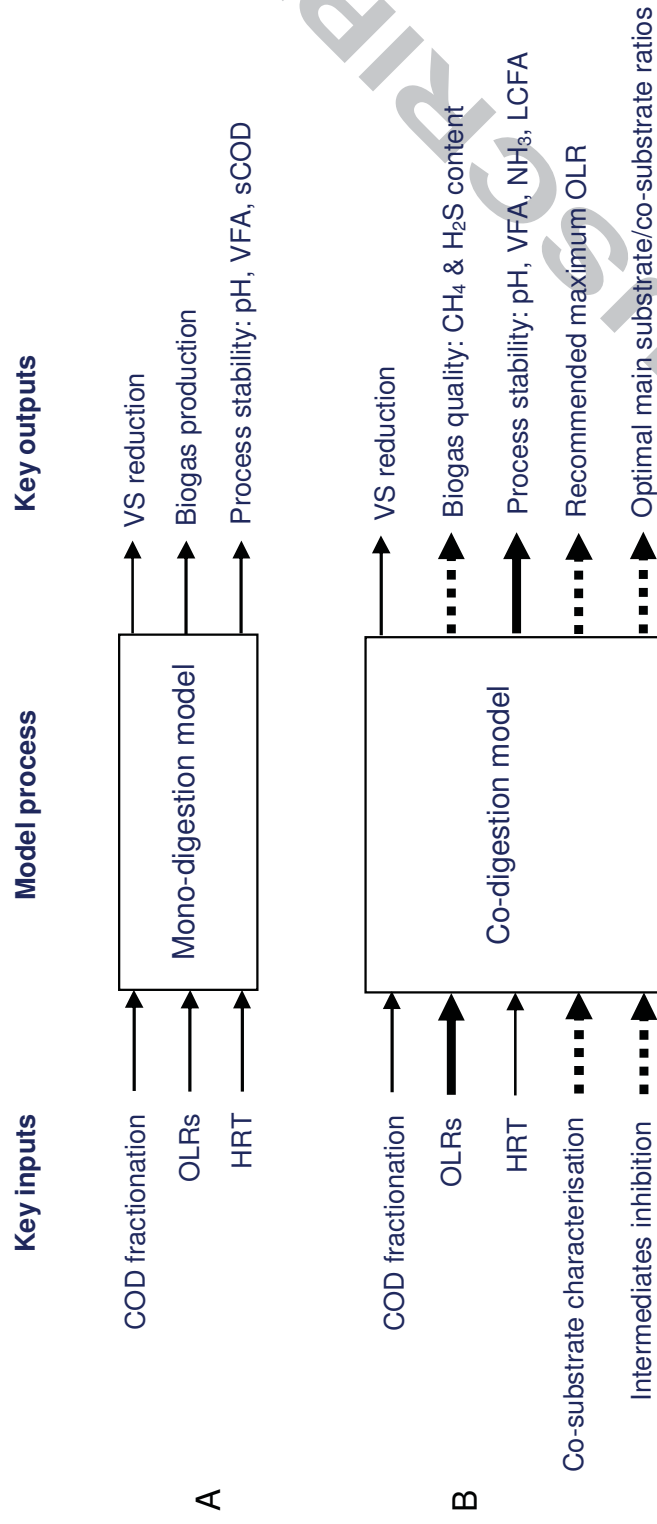 Key inputs
Model process
Key outputs
A
COD fractionation
OLRs
HRT
Mono-digestion model
VS reduction
Biogas production
Process stability: pH, VFA, sCOD
B
COD fractionation
OLRs
HRT
Co-substrate characterisation
Intermediates inhibition
Co-digestion model
VS reduction
Biogas quality: CH₄ & H₂S content
Process stability: pH, VFA, NH₃, LCFA
Recommended maximum OLR
Optimal main substrate/co-substrate ratios